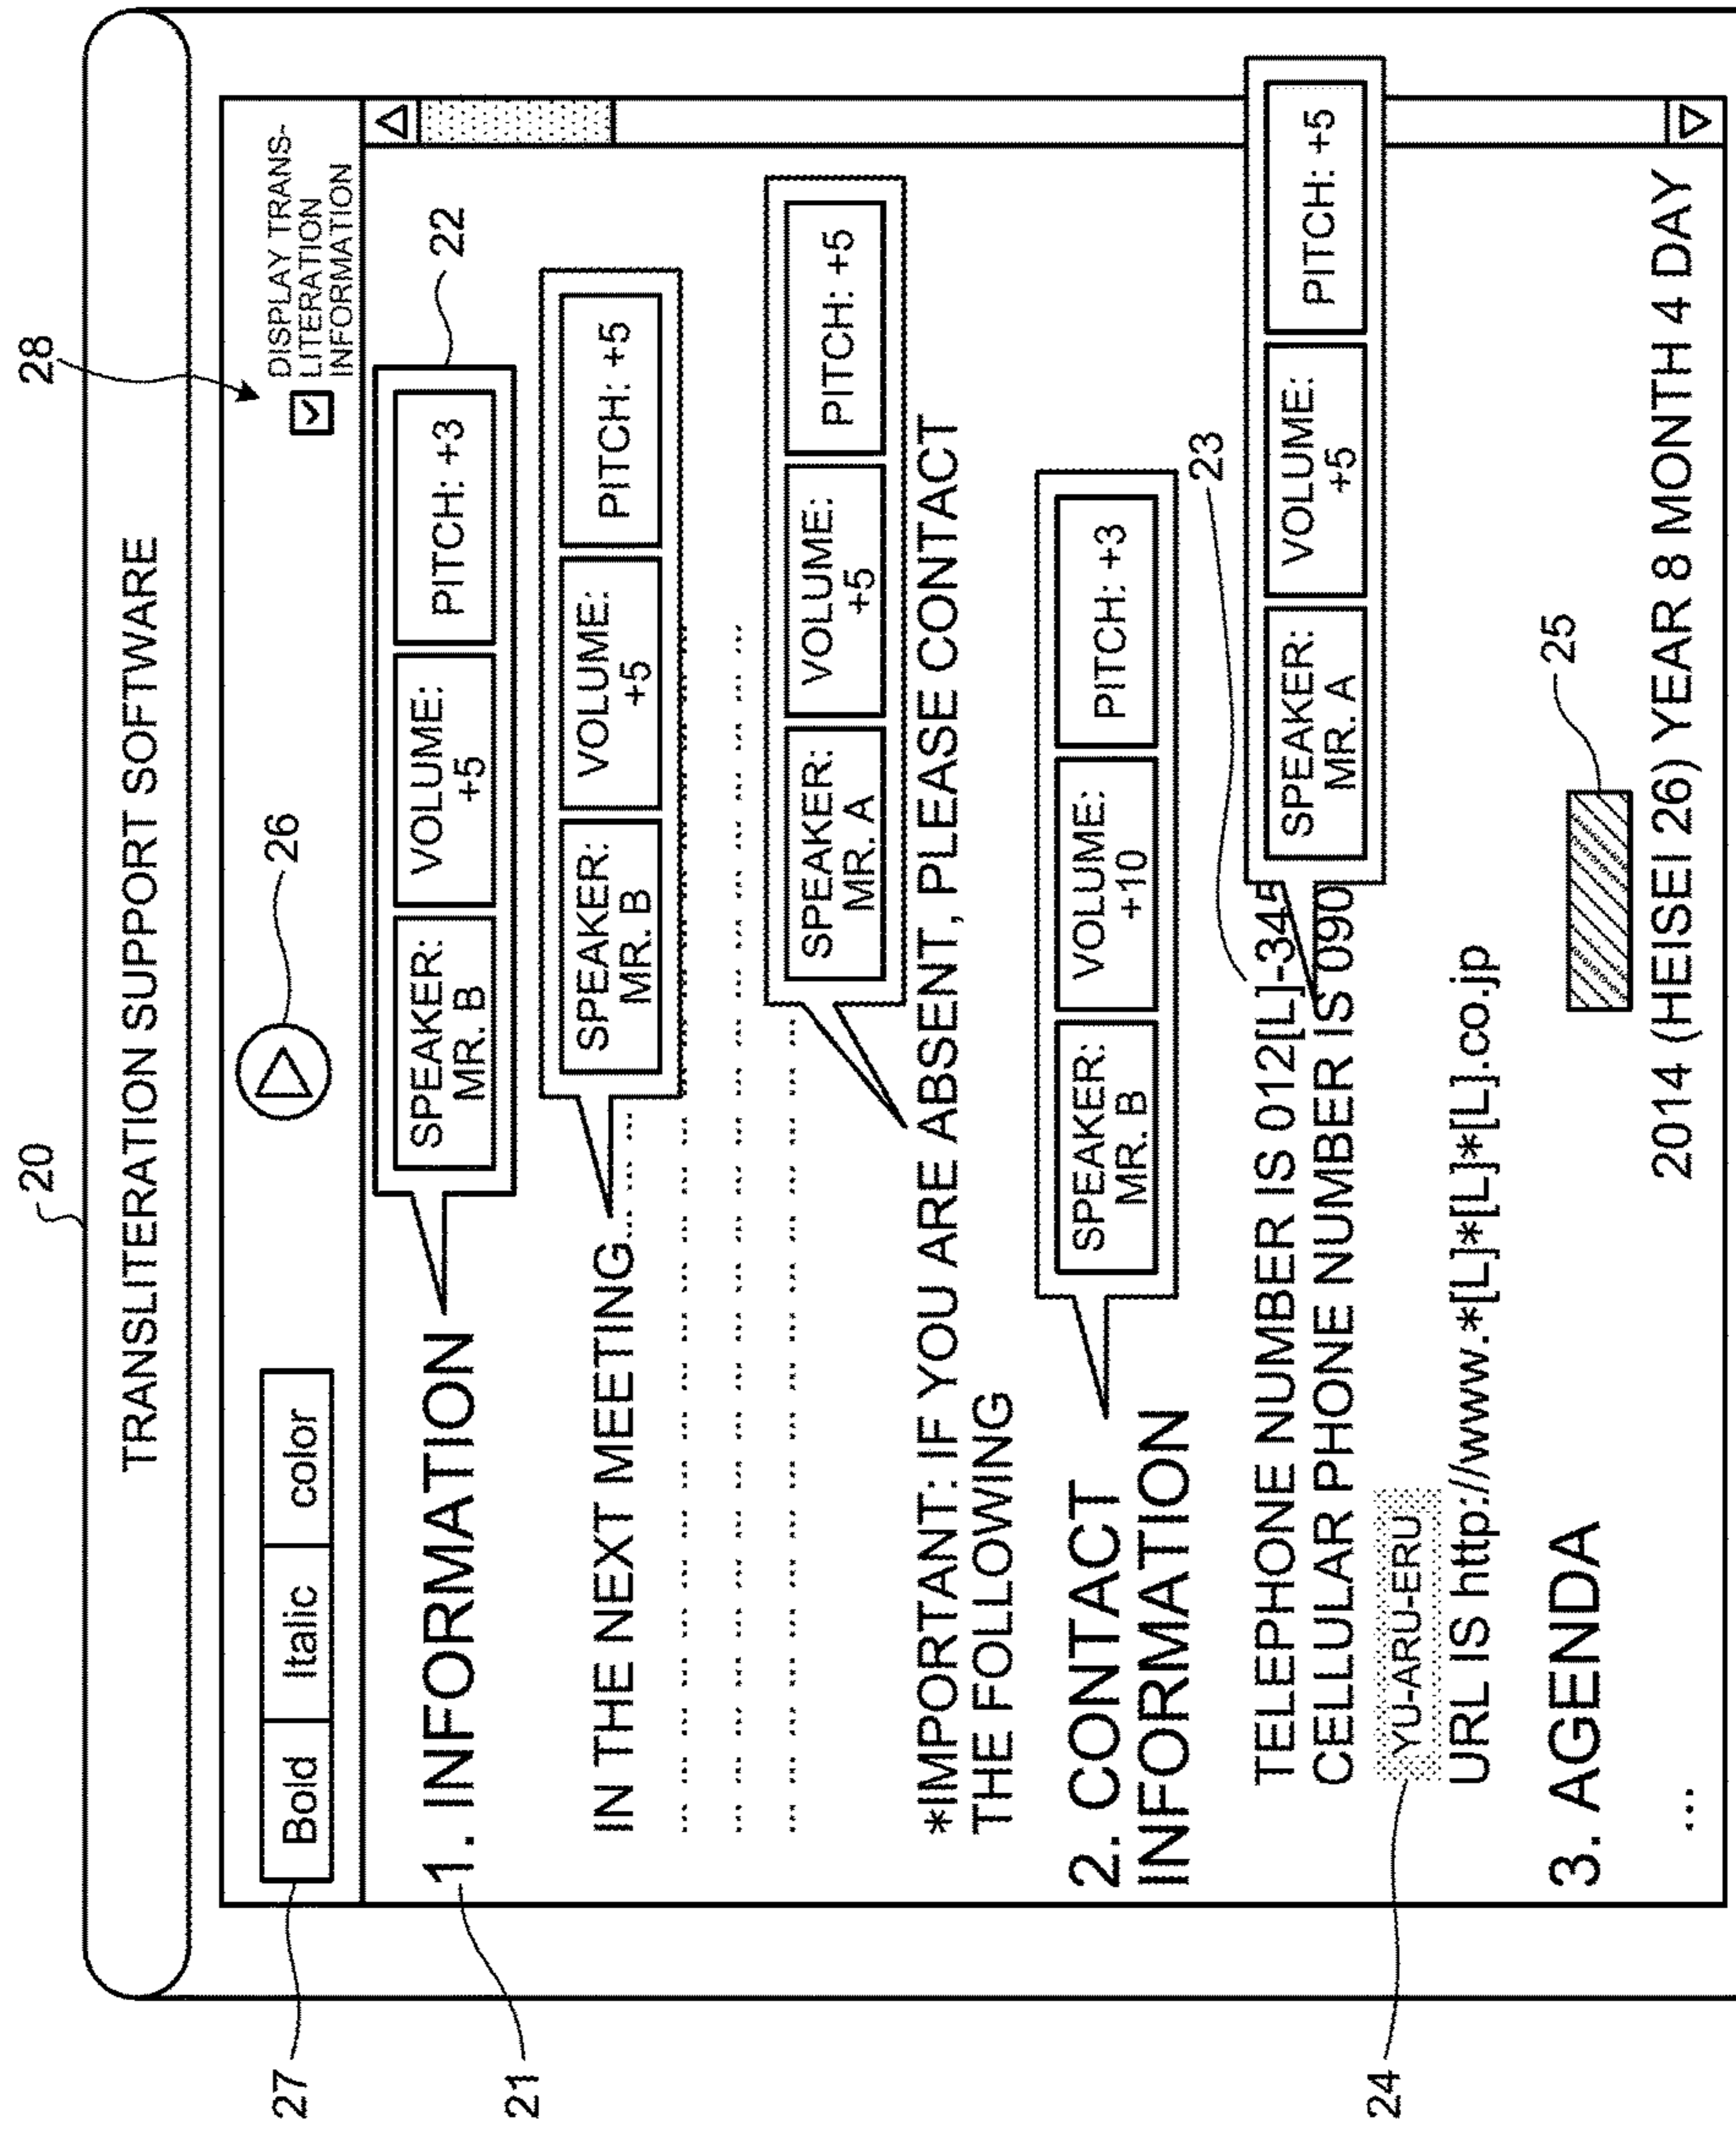 20
TRANSLITERATION SUPPORT SOFTWARE
28
27
Bold Italic color
26
DISPLAY TRANS-
LITERATION
INFORMATION
21
1. INFORMATION
SPEAKER:
MR. B
VOLUME:
+5
PITCH: +3
22
IN THE NEXT MEETING... ... ...
SPEAKER:
MR. B
VOLUME:
+5
PITCH: +5
SPEAKER:
MR. A
VOLUME:
+5
PITCH: +5
*IMPORTANT: IF YOU ARE ABSENT, PLEASE CONTACT
THE FOLLOWING
2. CONTACT
INFORMATION
SPEAKER:
MR. B
VOLUME:
+10
PITCH: +3
23
TELEPHONE NUMBER IS 012[L]-345
CELLULAR PHONE NUMBER IS 090
SPEAKER:
MR. A
VOLUME:
+5
PITCH: +5
24
YU-ARU-ERU
URL IS http://www.*[L]*[L]*[L].co.jp
25
3. AGENDA
2014 (HEISEI 26) YEAR 8 MONTH 4 DAY
...